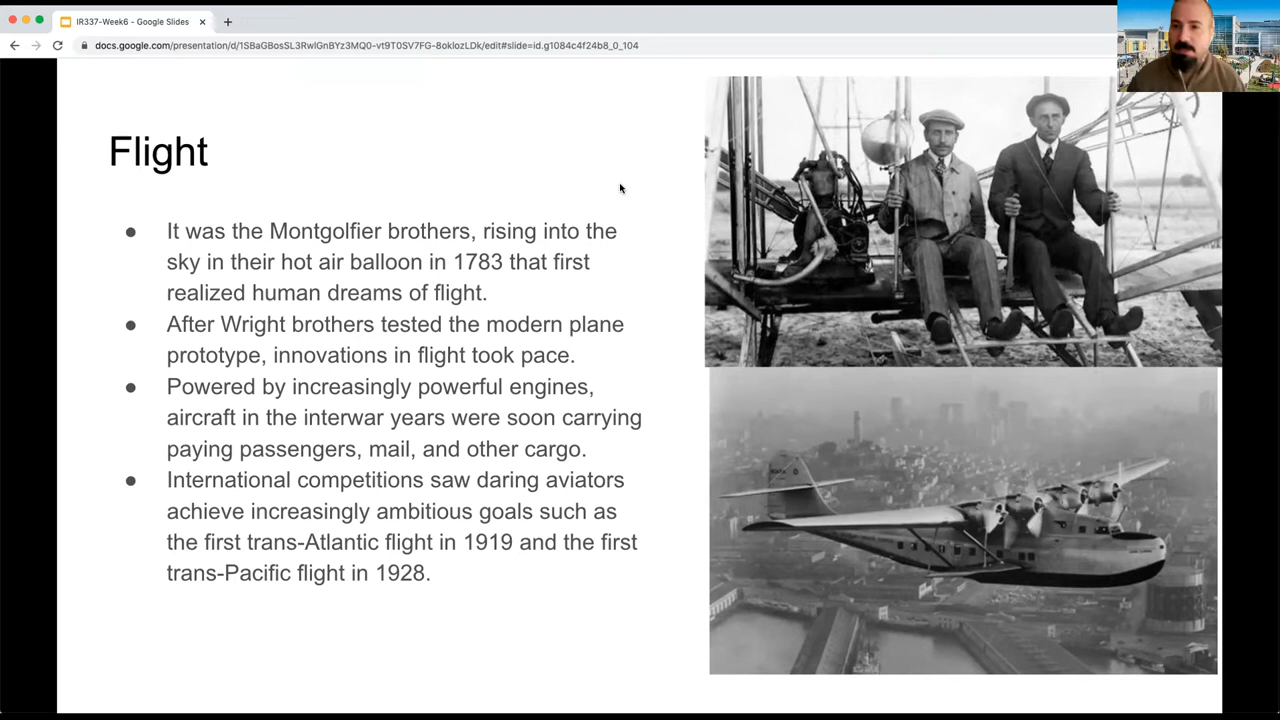 IR337-Week6 - Google Slides
docs.google.com/presentation/d/1SBaGBosSL3RwlGnBYz3MQ0-vt9T0SV7FG-8oklozLDk/edit#slide=id.g1084c4f24b8_0_104
Flight
● It was the Montgolfier brothers, rising into the
sky in their hot air balloon in 1783 that first
realized human dreams of flight.
● After Wright brothers tested the modern plane
prototype, innovations in flight took pace.
● Powered by increasingly powerful engines,
aircraft in the interwar years were soon carrying
paying passengers, mail, and other cargo.
● International competitions saw daring aviators
achieve increasingly ambitious goals such as
the first trans-Atlantic flight in 1919 and the first
trans-Pacific flight in 1928.